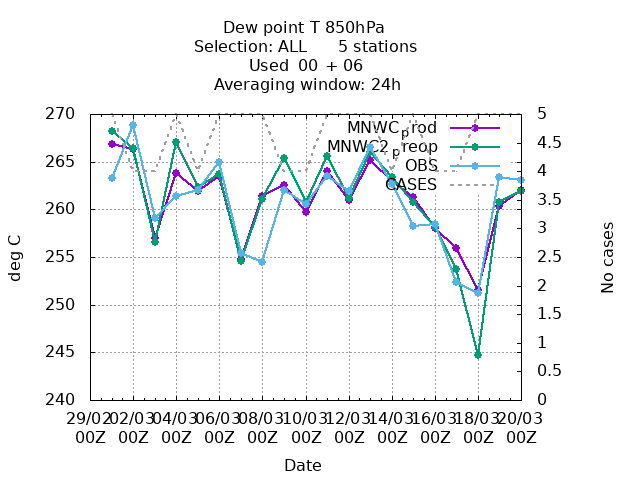 Dew point T 850hPa
Selection: ALL      5 stations
Used  00  + 06
Averaging window: 24h
270
265
260
255
250
245
240
deg C
MNWC_prod
MNWC2_preop
OBS
CASES
5
4.5
4
3.5
3
2.5
2
1.5
1
0.5
0
No cases
29/02 02/03 04/03 06/03 08/03 10/03 12/03 14/03 16/03 18/03 20/03
00Z 00Z 00Z 00Z 00Z 00Z 00Z 00Z 00Z 00Z 00Z
Date